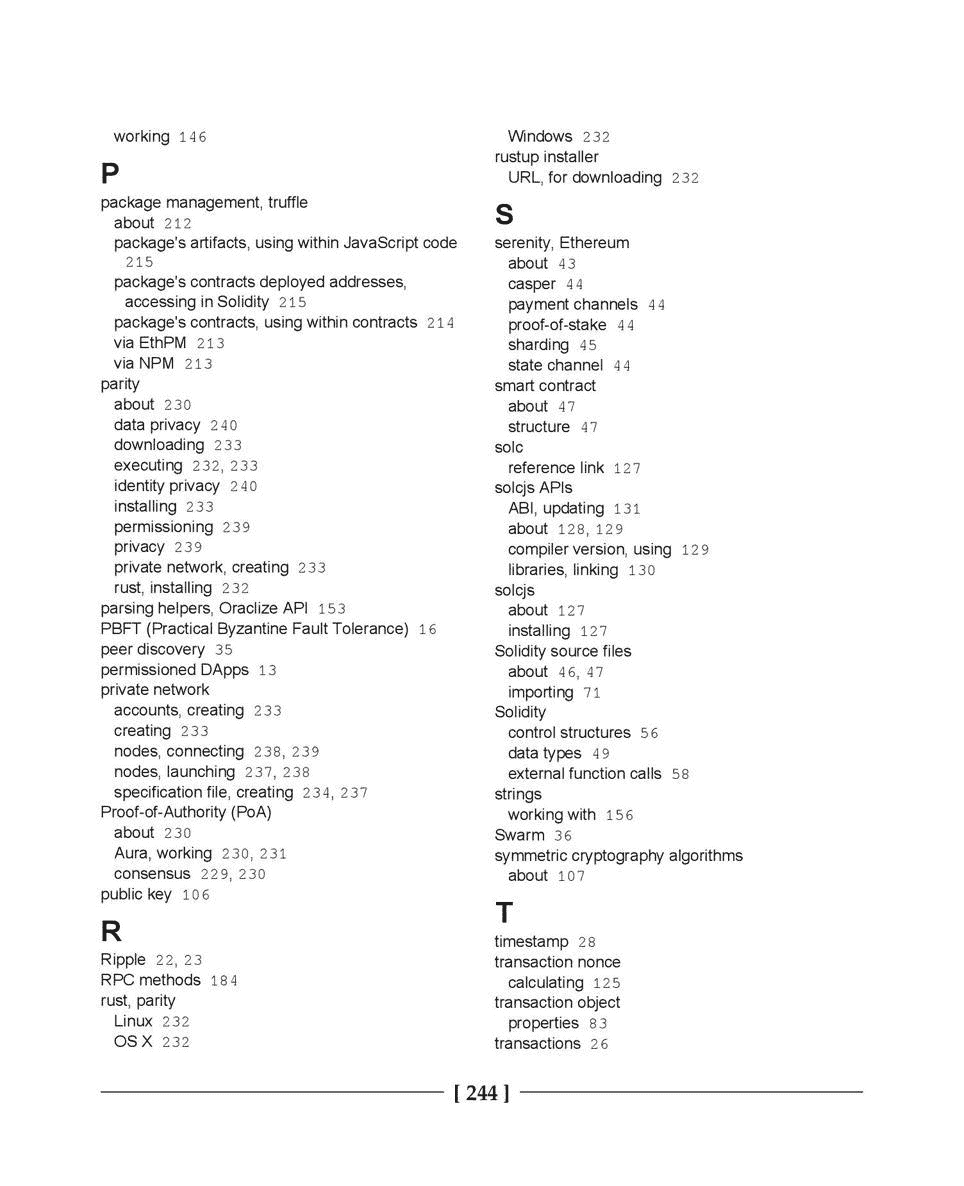 working 146
P
package management, truffle
about 212
package's artifacts, using within JavaScript code
215
package's contracts deployed addresses,
accessing in Solidity 215
package's contracts, using within contracts 214
via EthPM 213
via NPM 213
parity
about 230
data privacy 240
downloading 233
executing 232, 233
identity privacy 240
installing 233
permissioning 239
privacy 239
private network, creating 233
rust, installing 232
parsing helpers, Oraclize API 153
PBFT (Practical Byzantine Fault Tolerance) 16
peer discovery 35
permissioned DApps 13
private network
accounts, creating 233
creating 233
nodes, connecting 238, 239
nodes, launching 237, 238
specification file, creating 234, 237
Proof-of-Authority (PoA)
about 230
Aura, working 230, 231
consensus 229, 230
public key 106
R
Ripple 22, 23
RPC methods 184
rust, parity
Linux 232
OS X 232
Windows 232
rustup installer
URL, for downloading 232
S
serenity, Ethereum
about 43
casper 44
payment channels 44
proof-of-stake 44
sharding 45
state channel 44
smart contract
about 47
structure 47
solc
reference link 127
solcjs APIs
ABI, updating 131
about 128, 129
compiler version, using 129
libraries, linking 130
solcjs
about 127
installing 127
Solidity source files
about 46, 47
importing 71
Solidity
control structures 56
data types 49
external function calls 58
strings
working with 156
Swarm 36
symmetric cryptography algorithms
about 107
T
timestamp 28
transaction nonce
calculating 125
transaction object
properties 83
transactions 26
[ 244 ]